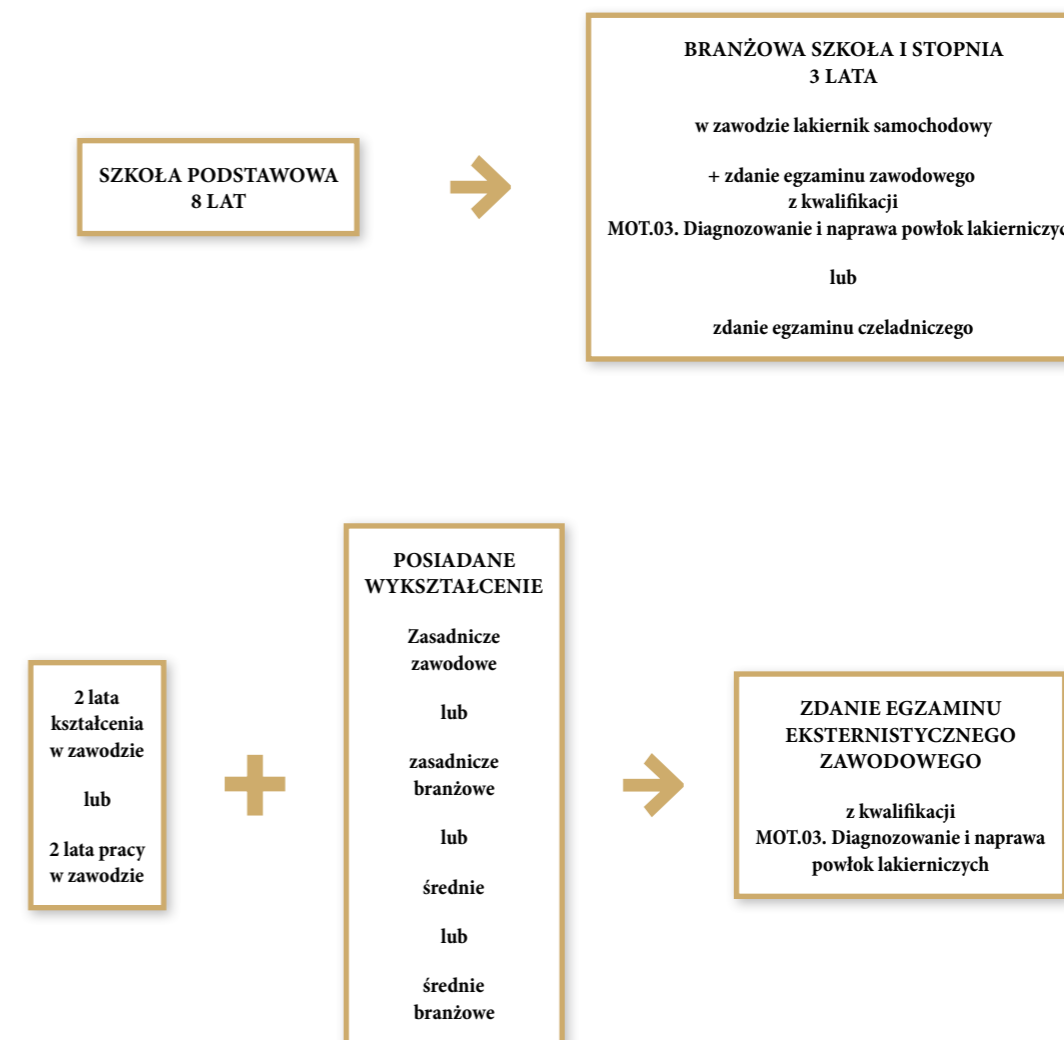 SZKOŁA PODSTAWOWA
8 LAT
BRANŻOWA SZKOŁA I STOPNIA
3 LATA
w zawodzie lakiernik samochodowy
+ zdanie egzaminu zawodowego
z kwalifikacji
MOT.03. Diagnozowanie i naprawa powłok
lub
zdanie egzaminu czeladniczego
2 lata
kształcenia
w zawodzie
lub
2 lata pracy
w zawodzie
POSIADANE
WYKSZTAŁCENIE
Zasadnicze
zawodowe
lub
zasadnicze
branżowe
lub
średnie
lub
średnie
branżowe
ZDANIE EGZAMINU
EKSTERNISTYCZNEGO
ZAWODOWEGO
z kwalifikacji
MOT.03. Diagnozowanie i naprawa
powłok lakierniczych